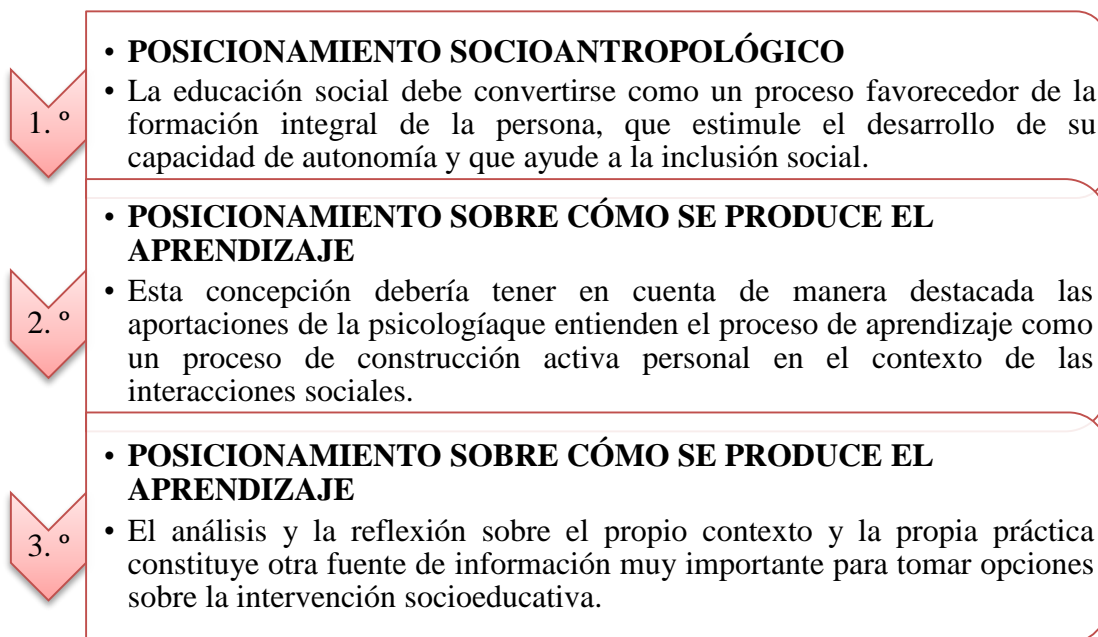 • POSICIONAMIENTO SOCIOANTROPOLÓGICO
1. º
• La educación social debe convertirse como un proceso favorecedor de la
formación integral de la persona, que estimule el desarrollo de su
capacidad de autonomía y que ayude a la inclusión social.
• POSICIONAMIENTO SOBRE CÓMO SE PRODUCE EL
APRENDIZAJE
2. º
• Esta concepción debería tener en cuenta de manera destacada las
aportaciones de la psicologíaque entienden el proceso de aprendizaje como
un proceso de construcción activa personal en el contexto de las
interacciones sociales.
• POSICIONAMIENTO SOBRE CÓMO SE PRODUCE EL
APRENDIZAJE
3. º
• El análisis y la reflexión sobre el propio contexto y la propia práctica
constituye otra fuente de información muy importante para tomar opciones
sobre la intervención socioeducativa.